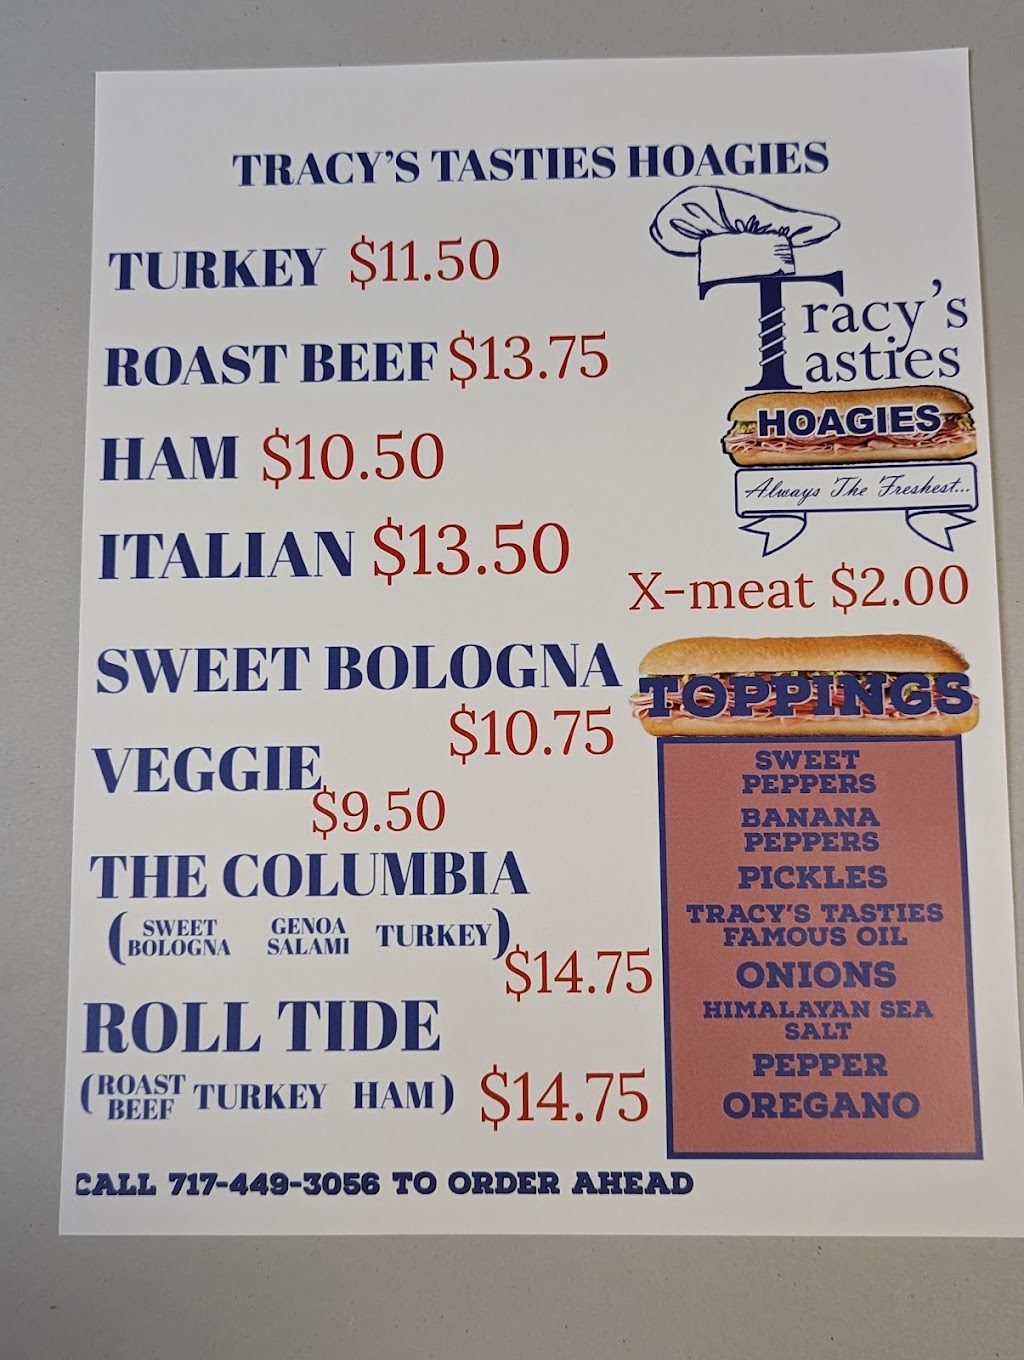 TRACY'S TASTIES HOAGIES
TURKEY $11.50
ROAST BEEF $13.75
HAM $10.50
ITALIAN $13.50
SWEET BOLOGNA
$10.75
VEGGIE
$9.50
THE COLUMBIA
(SWEET BOLOGNA GENOA SALAMI TURKEY)
$14.75
ROLL TIDE
(ROAST BEEF TURKEY HAM) $14.75
CALL 717-449-3056 TO ORDER AHEAD
Tracy's
Tasties
HOAGIES
Always The Freshest...
X-meat $2.00
TOPPINGS
SWEET
PEPPERS
BANANA
PEPPERS
PICKLES
TRACY'S TASTIES
FAMOUS OIL
ONIONS
HIMALAYAN SEA
SALT
PEPPER
OREGANO